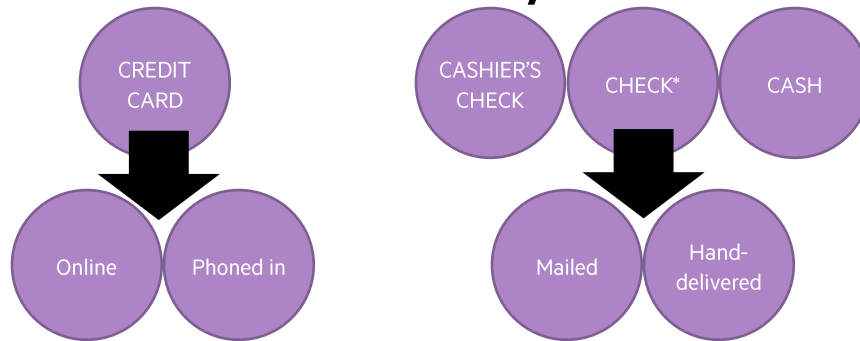 CREDIT
CARD
CASHIER'S
CHECK
CHECK*
CASH
Online
Phoned in
Mailed
Hand-
delivered